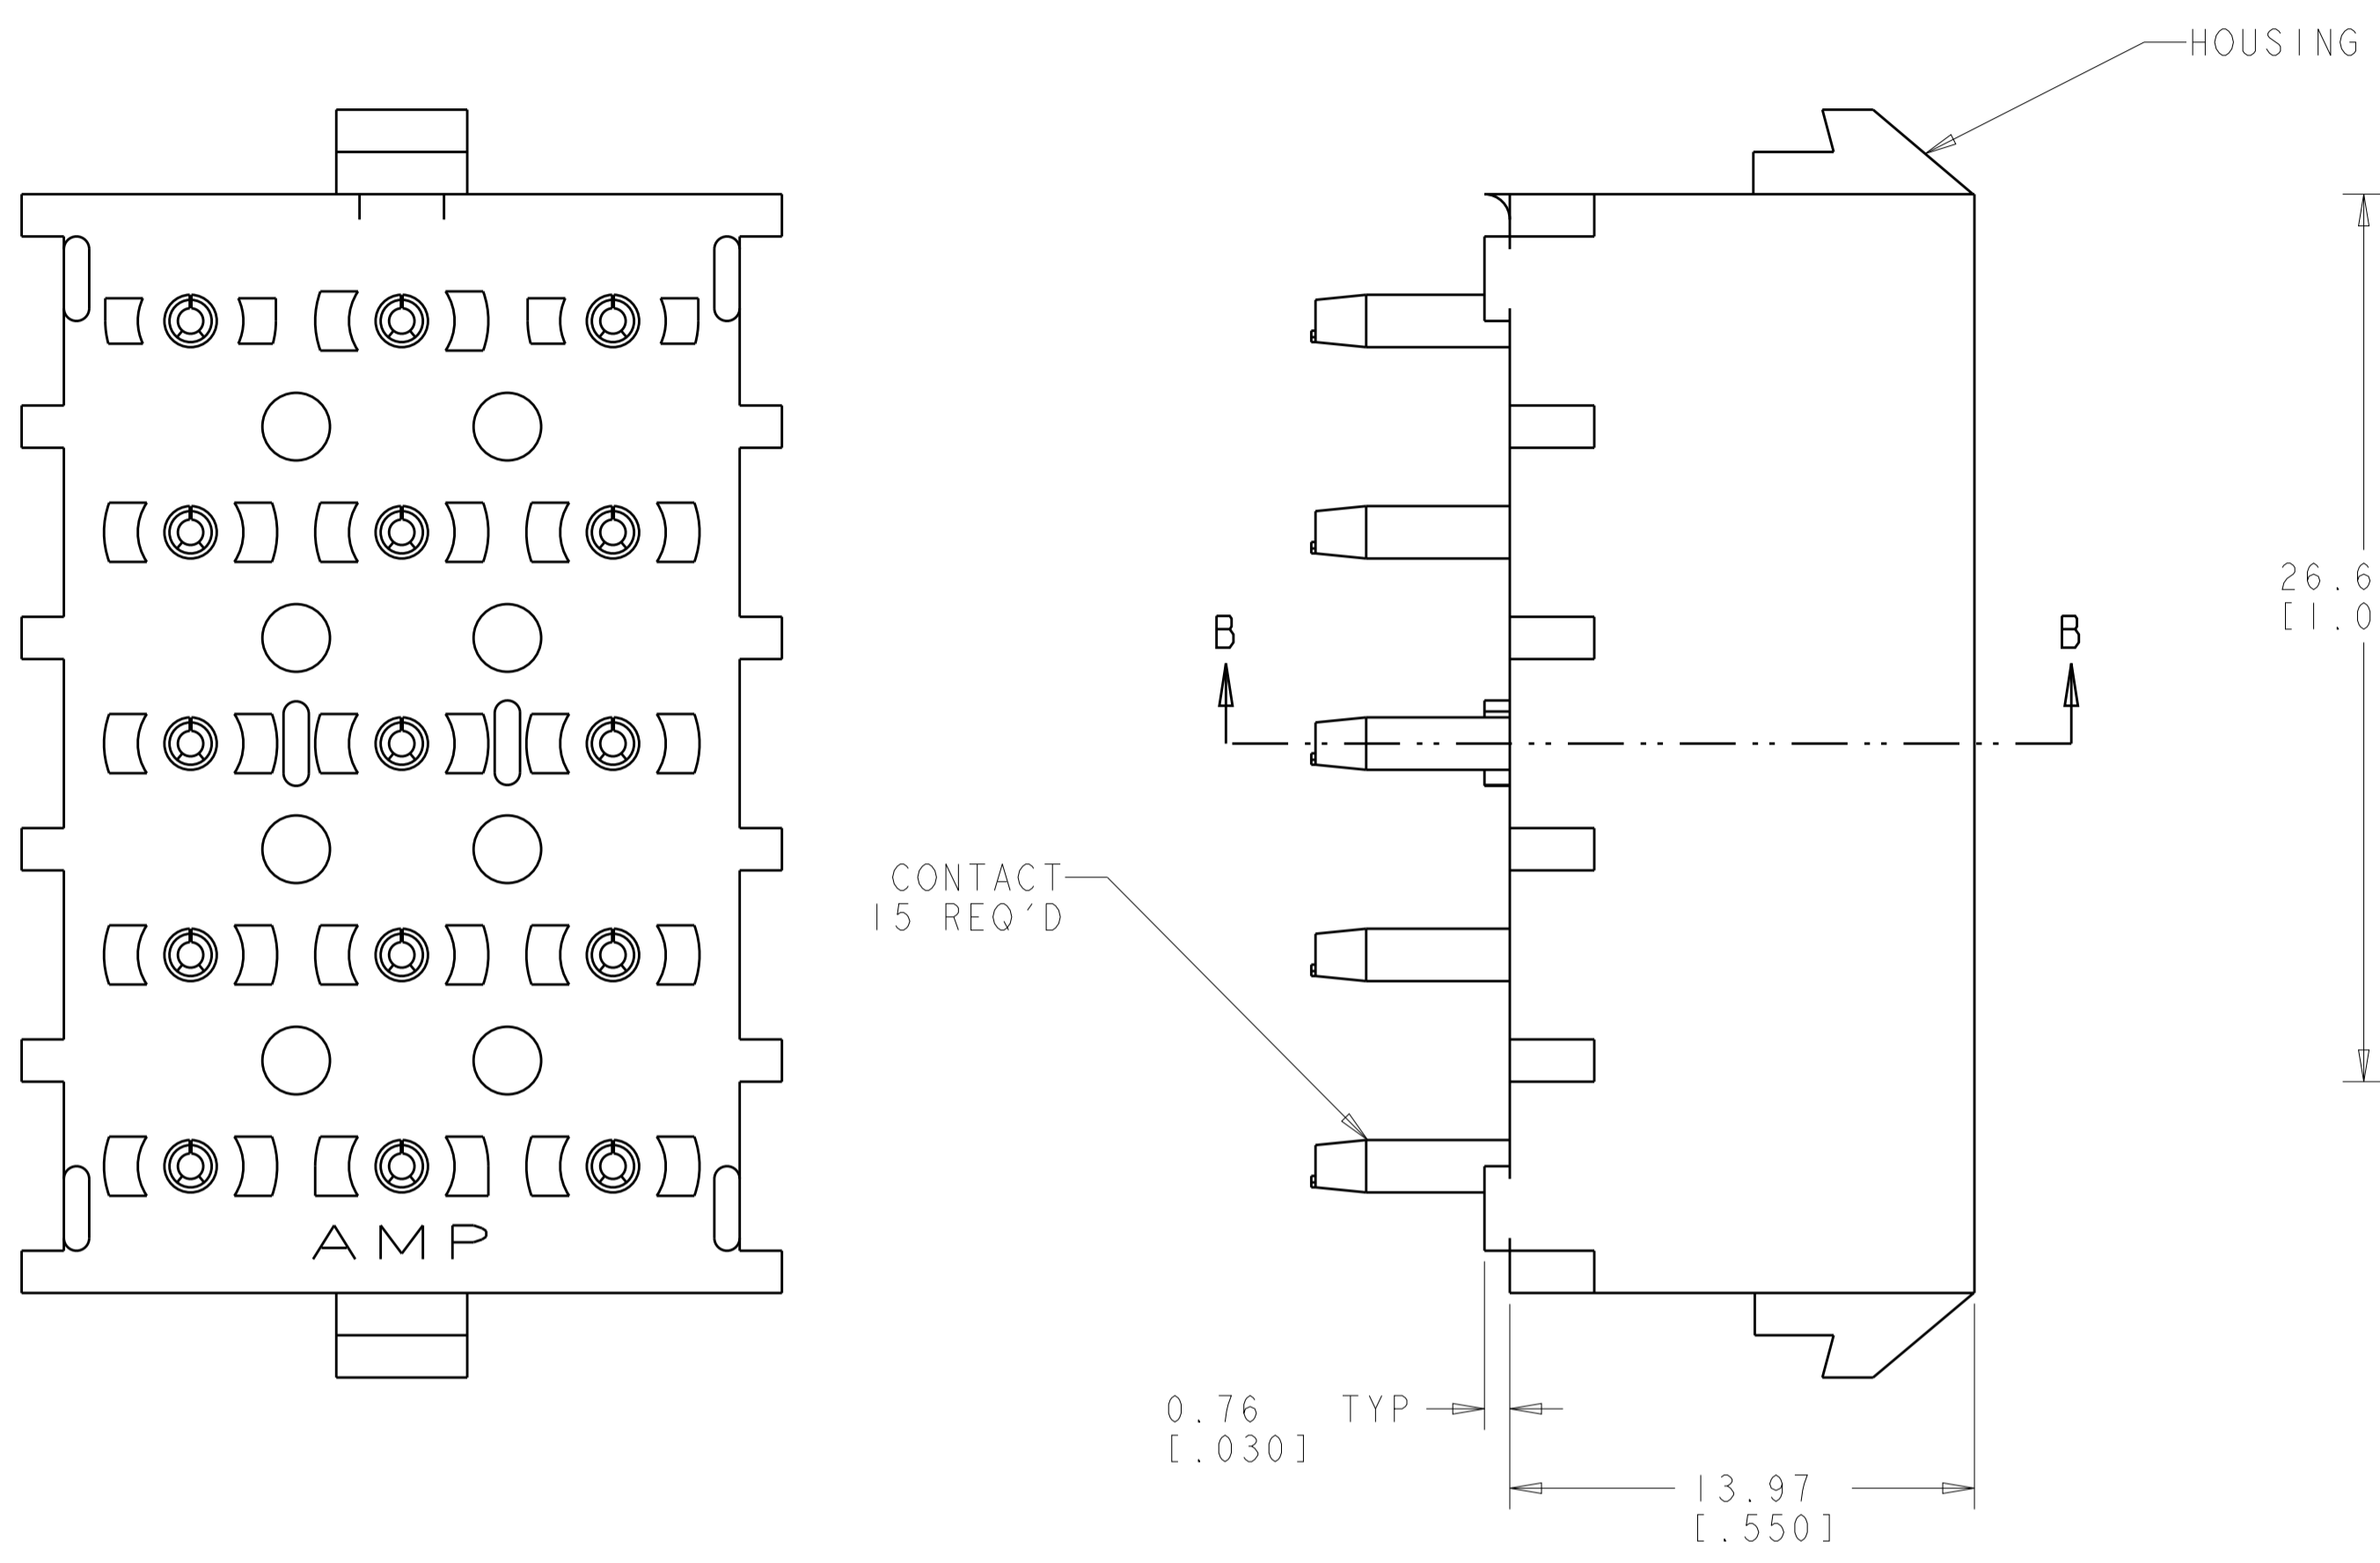 HOUSING
26.6
[1.0
B B
CONTACT
15 REQ'D
AMP
0.76 TYP
[.030]
13.97
[.550]